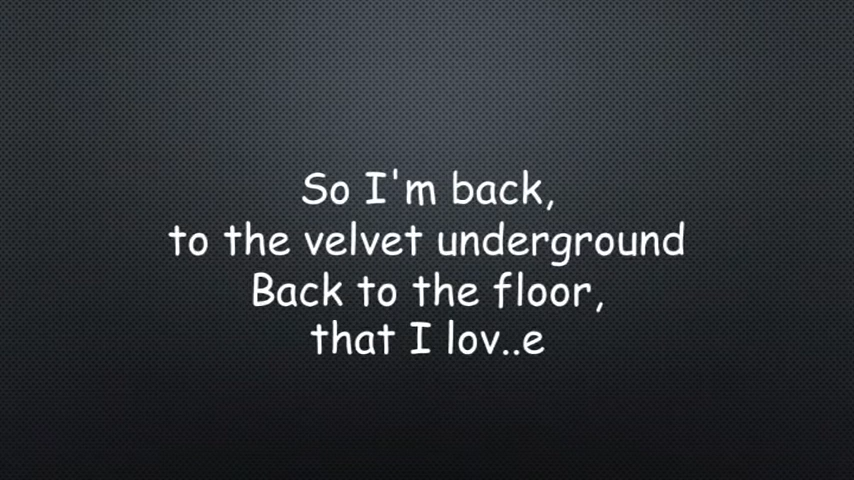 So I'm back,
to the velvet underground
Back to the floor,
that I lov..e